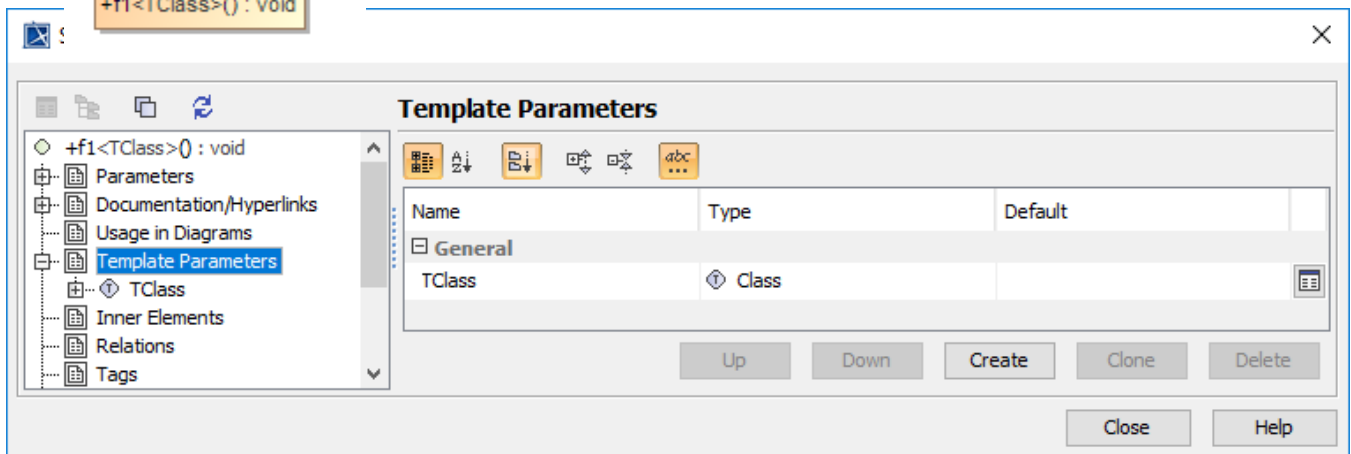 +f1<TClass>() : void
S
Template Parameters
+f1<TClass>() : void
Parameters
Documentation/Hyperlinks
Usage in Diagrams
Template Parameters
TClass
Inner Elements
Relations
Tags
abc
Name Type Default
General
TClass Class
Up Down Create Clone Delete
Close Help